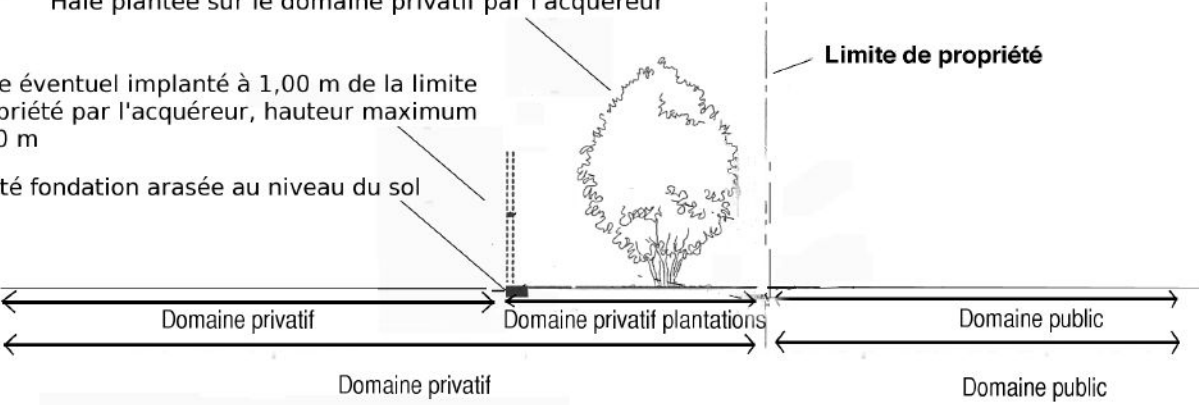 Haie plantée sur le domaine privatif par l'acquéreur
Limite de propriété
e éventuel implanté à 1,00 m de la limite
priété par l'acquéreur, hauteur maximum
0 m
té fondation arasée au niveau du sol
Domaine privatif
Domaine privatif plantations
Domaine public
Domaine privatif
Domaine public